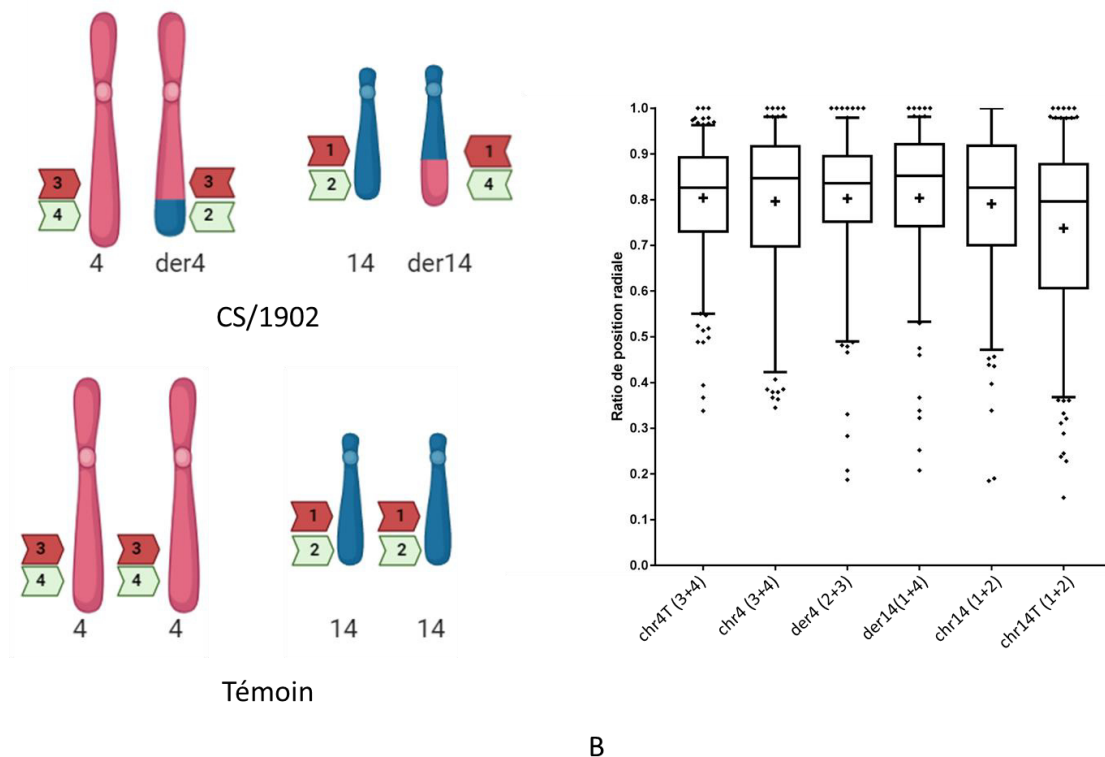 3
4
3
2
4
der4
1
2
1
4
14
der14
CS/1902
3
4
3
4
4
4
1
2
1
2
14
14
Témoin
Ratio de position radiale
1.0
0.9
0.8
0.7
0.6
0.5
0.4
0.3
0.2
0.1
0.0
chr4T (3+4)
chr4 (3+4)
der4 (2+3)
der14(1+4)
chr14 (1+2)
chr14T (1+2)
B